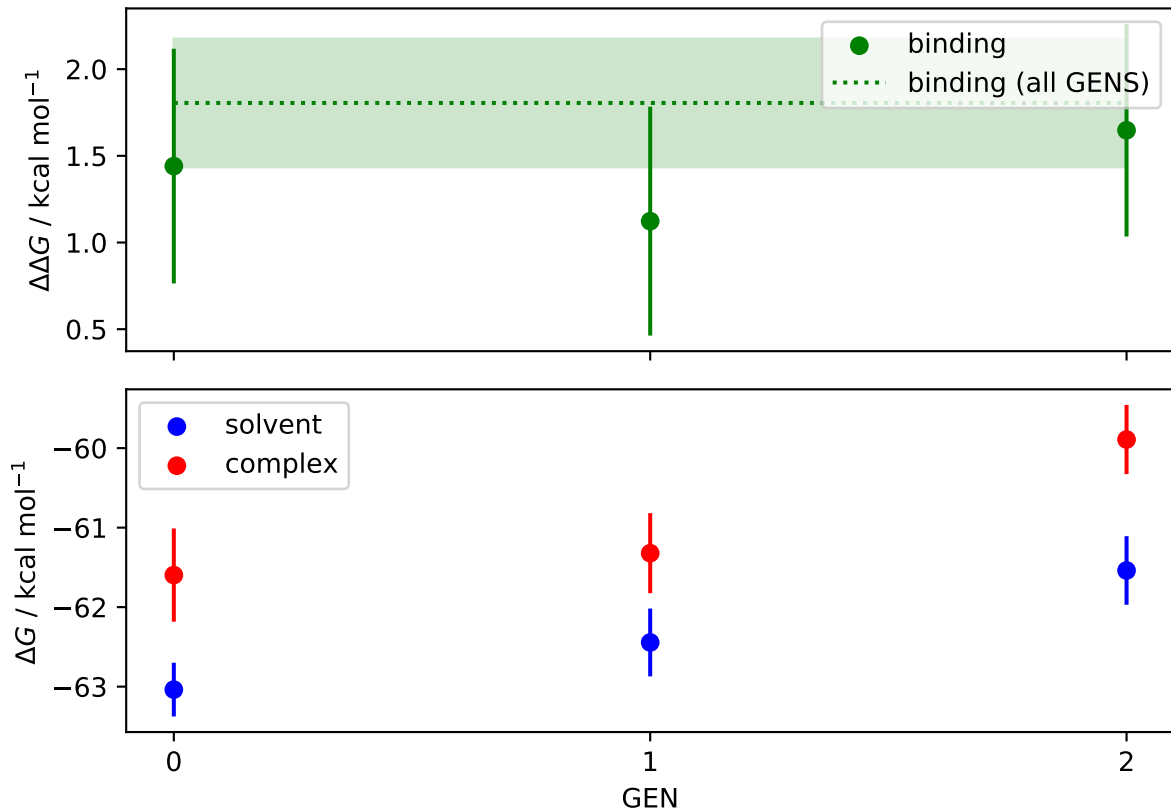 binding
binding (all GENS)
ΔΔG / kcal mol⁻¹
2.0
1.5
1.0
0.5
solvent
complex
ΔG / kcal mol⁻¹
−60
−61
−62
−63
0
1
2
GEN